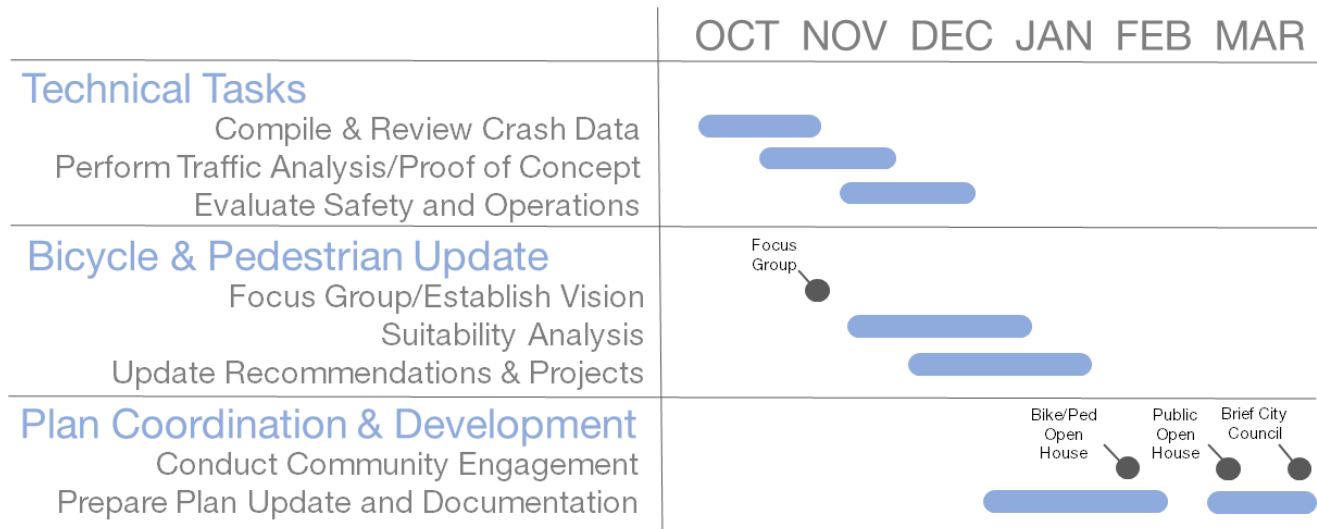 OCT NOV DEC JAN FEB MAR
Technical Tasks
Compile & Review Crash Data
Perform Traffic Analysis/Proof of Concept
Evaluate Safety and Operations
Bicycle & Pedestrian Update
Focus
Group
Focus Group/Establish Vision
Suitability Analysis
Update Recommendations & Projects
Plan Coordination & Development
Bike/Ped
Open
House
Public
Open
House
Brief City
Council
Conduct Community Engagement
Prepare Plan Update and Documentation